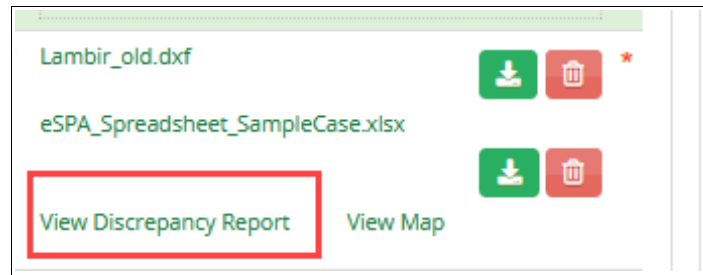 Lambir_old.dxf
*
eSPA_Spreadsheet_SampleCase.xlsx
View Discrepancy Report View Map